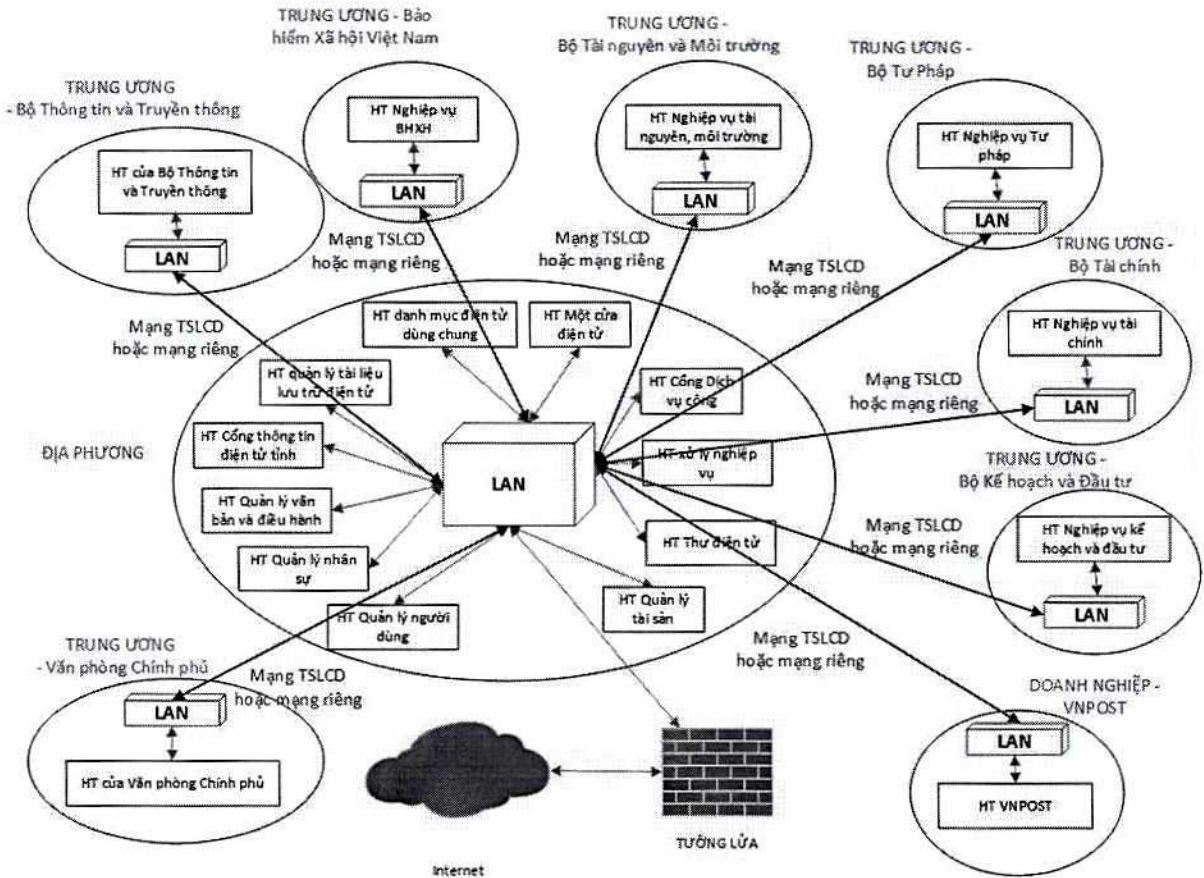 TRUNG ƯƠNG - Bảo
hiểm Xã hội Việt Nam
HT Nghiệp vụ
BHXH
LAN
TRUNG ƯƠNG -
Bộ Tài nguyên và Môi trường
HT Nghiệp vụ tài
nguyên, môi trường
LAN
TRUNG ƯƠNG -
Bộ Tư Pháp
HT Nghiệp vụ Tư
pháp
LAN
TRUNG ƯƠNG
- Bộ Thông tin và Truyền thông
HT của Bộ Thông tin
và Truyền thông
LAN
Mạng TSLCD
hoặc mạng riêng
Mạng TSLCD
hoặc mạng riêng
Mạng TSLCD
hoặc mạng riêng
Mạng TSLCD
hoặc mạng riêng
TRUNG ƯƠNG -
Bộ Tài chính
HT Nghiệp vụ tài
chính
LAN
Mạng TSLCD
hoặc mạng riêng
ĐỊA PHƯƠNG
HT danh mục điện tử
dùng chung
HT Một cửa
điện tử
HT quản lý tài liệu
lưu trữ điện tử
HT Cổng Dịch
vụ công
HT Cổng thông tin
điện tử tỉnh
LAN
HT xử lý nghiệp
vụ
HT Quản lý văn
bản và điều hành
HT Thư điện tử
HT Quản lý nhân
sự
HT Quản lý người
dùng
HT Quản lý
tài sản
TRUNG ƯƠNG -
Bộ Kế hoạch và Đầu tư
Mạng TSLCD
hoặc mạng riêng
HT Nghiệp vụ kế
hoạch và đầu tư
LAN
TRUNG ƯƠNG
- Văn phòng Chính phủ
Mạng TSLCD
hoặc mạng riêng
LAN
HT của Văn phòng Chính phủ
Mạng TSLCD
hoặc mạng riêng
DOANH NGHIỆP -
VNPOST
LAN
HT VNPOST
TƯỜNG LỬA
Internet